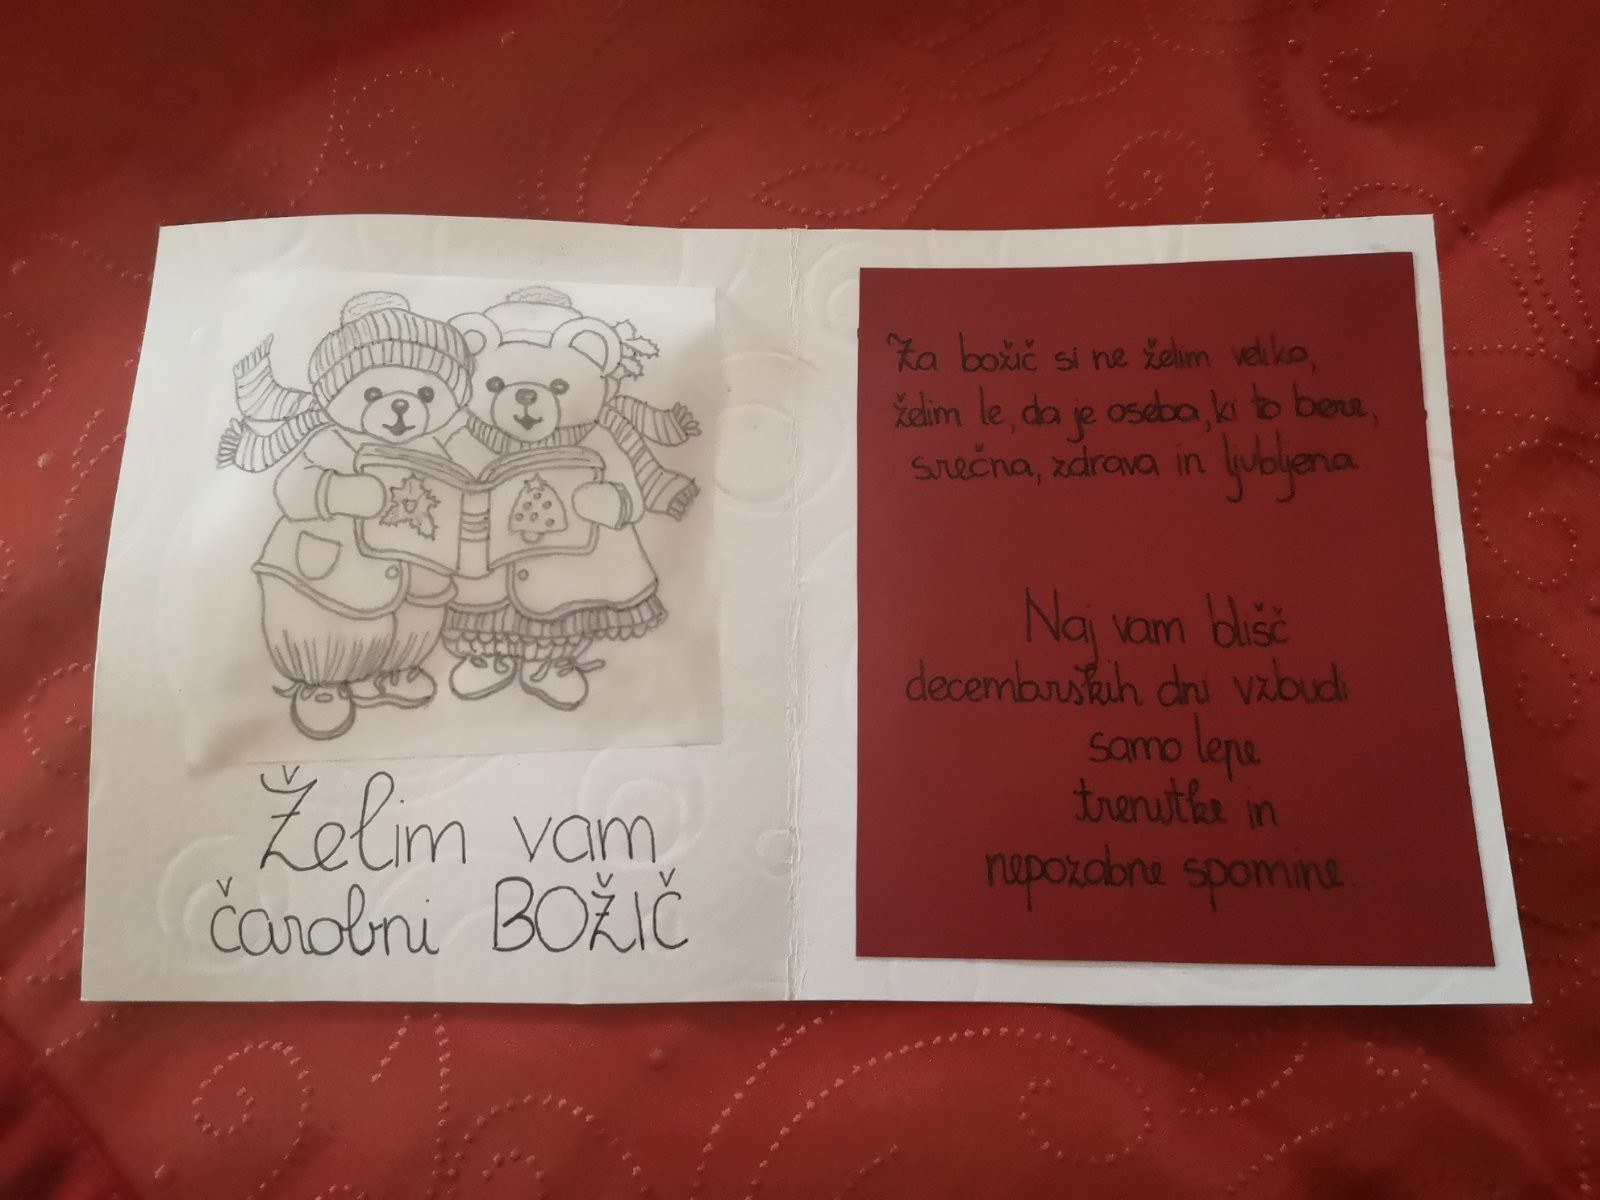 Želim vam
čarobni BOŽIČ
Za božič si ne želim veliko,
želim le, da je oseba, ki to bere,
srečna, zdrava in ljubljena
Naj vam blišč
decembrskih dni vzbudi
samo lepe
trenutke in
nepozabne spomine